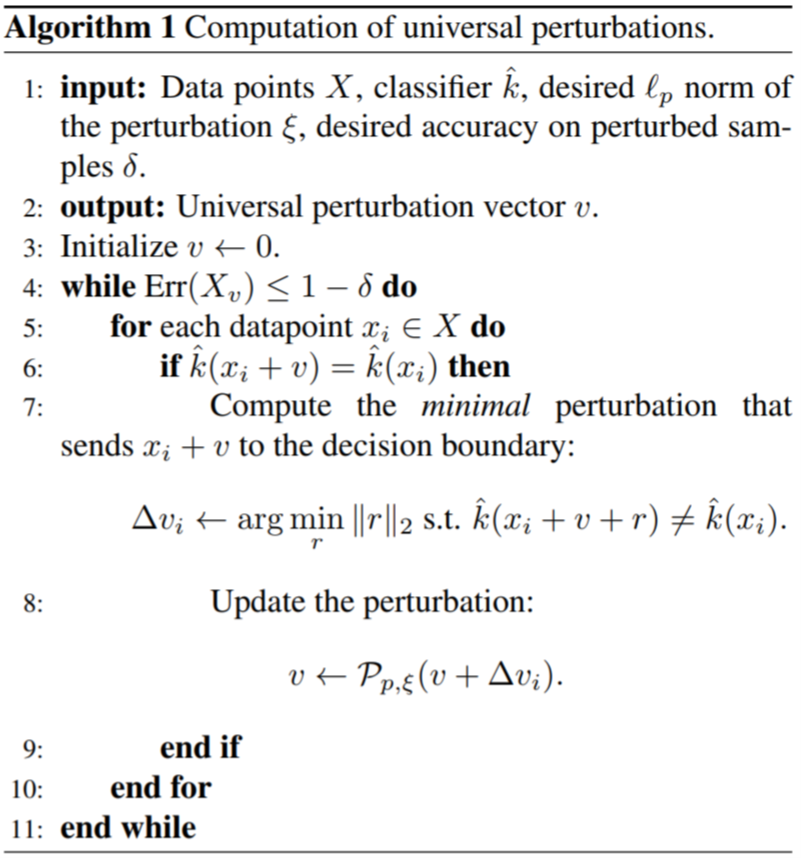 Algorithm 1 Computation of universal perturbations.
1: input: Data points X, classifier k̂, desired ℓₚ norm of
the perturbation ξ, desired accuracy on perturbed sam-
ples δ.
2: output: Universal perturbation vector v.
3: Initialize v ← 0.
4: while Err(Xᵥ) ≤ 1 − δ do
5: for each datapoint xᵢ ∈ X do
6: if k̂(xᵢ + v) = k̂(xᵢ) then
7: Compute the minimal perturbation that
sends xᵢ + v to the decision boundary:
Δvᵢ ← arg min_r ‖r‖₂ s.t. k̂(xᵢ + v + r) ≠ k̂(xᵢ).
8: Update the perturbation:
v ← 𝒫_{p,ξ}(v + Δvᵢ).
9: end if
10: end for
11: end while